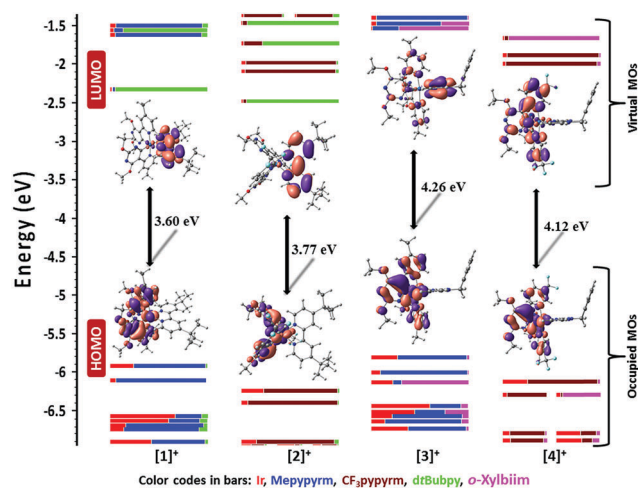 Energy (eV)
-1.5
-2
-2.5
-3
-3.5
-4
-4.5
-5
-5.5
-6
-6.5
LUMO
HOMO
3.60 eV
3.77 eV
4.26 eV
4.12 eV
Virtual MOs
Occupied MOs
[1]⁺ [2]⁺ [3]⁺ [4]⁺
Color codes in bars: Ir, Mepypyrm, CF₃pypyrm, dtBubpy, o-Xylbiim